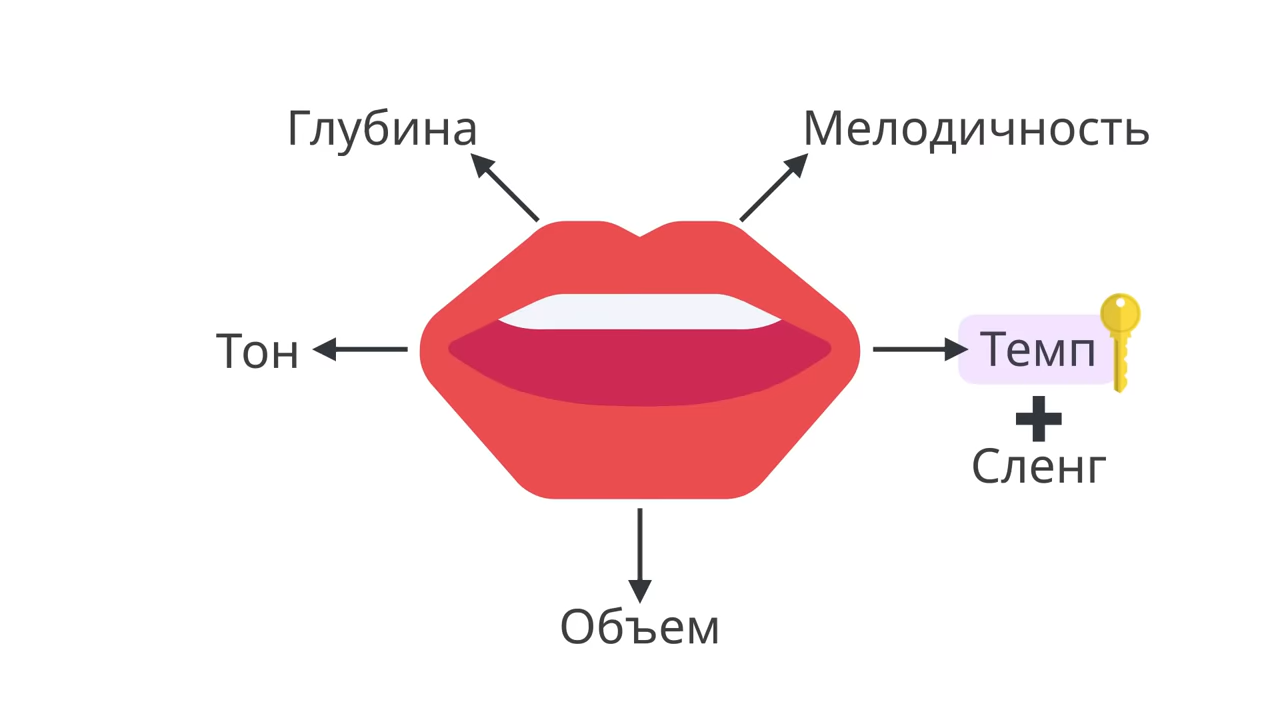 Глубина
Мелодичность
Тон
Темп
Сленг
Объем